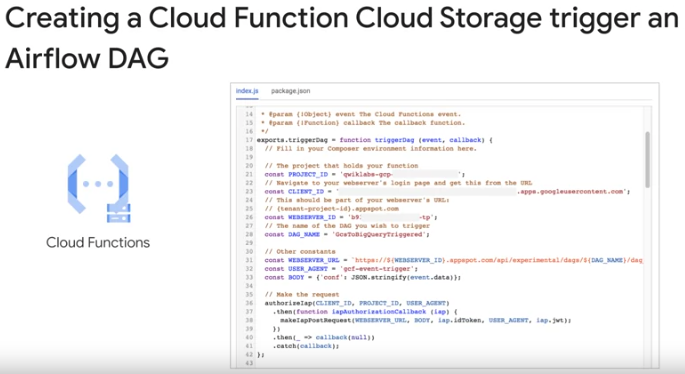 Creating a Cloud Function Cloud Storage trigger an
Airflow DAG
Cloud Functions
index.js package.json
14 * @param {!Object} event The Cloud Functions event.
15 * @param {!Function} callback The callback function.
16 */
17 exports.triggerDag = function triggerDag (event, callback) {
18 // Fill in your Composer environment information here.
19
20 // The project that holds your function
21 const PROJECT_ID = 'qwiklabs-gcp- ';
22 // Navigate to your webserver's login page and get this from the URL
23 const CLIENT_ID = ' .apps.googleusercontent.com';
24 // This should be part of your webserver's URL:
25 // {tenant-project-id}.appspot.com
26 const WEBSERVER_ID = 'b9 -tp';
27 // The name of the DAG you wish to trigger
28 const DAG_NAME = 'GcsToBigQueryTriggered';
29
30 // Other constants
31 const WEBSERVER_URL = `https://${WEBSERVER_ID}.appspot.com/api/experimental/dags/${DAG_NAME}/dag_
32 const USER_AGENT = 'gcf-event-trigger';
33 const BODY = {'conf': JSON.stringify(event.data)};
34
35 // Make the request
36 authorizeIap(CLIENT_ID, PROJECT_ID, USER_AGENT)
37 .then(function iapAuthorizationCallback (iap) {
38 makeIapPostRequest(WEBSERVER_URL, BODY, iap.idToken, USER_AGENT, iap.jwt);
39 })
40 .then(_ => callback(null))
41 .catch(callback);
42 };
43